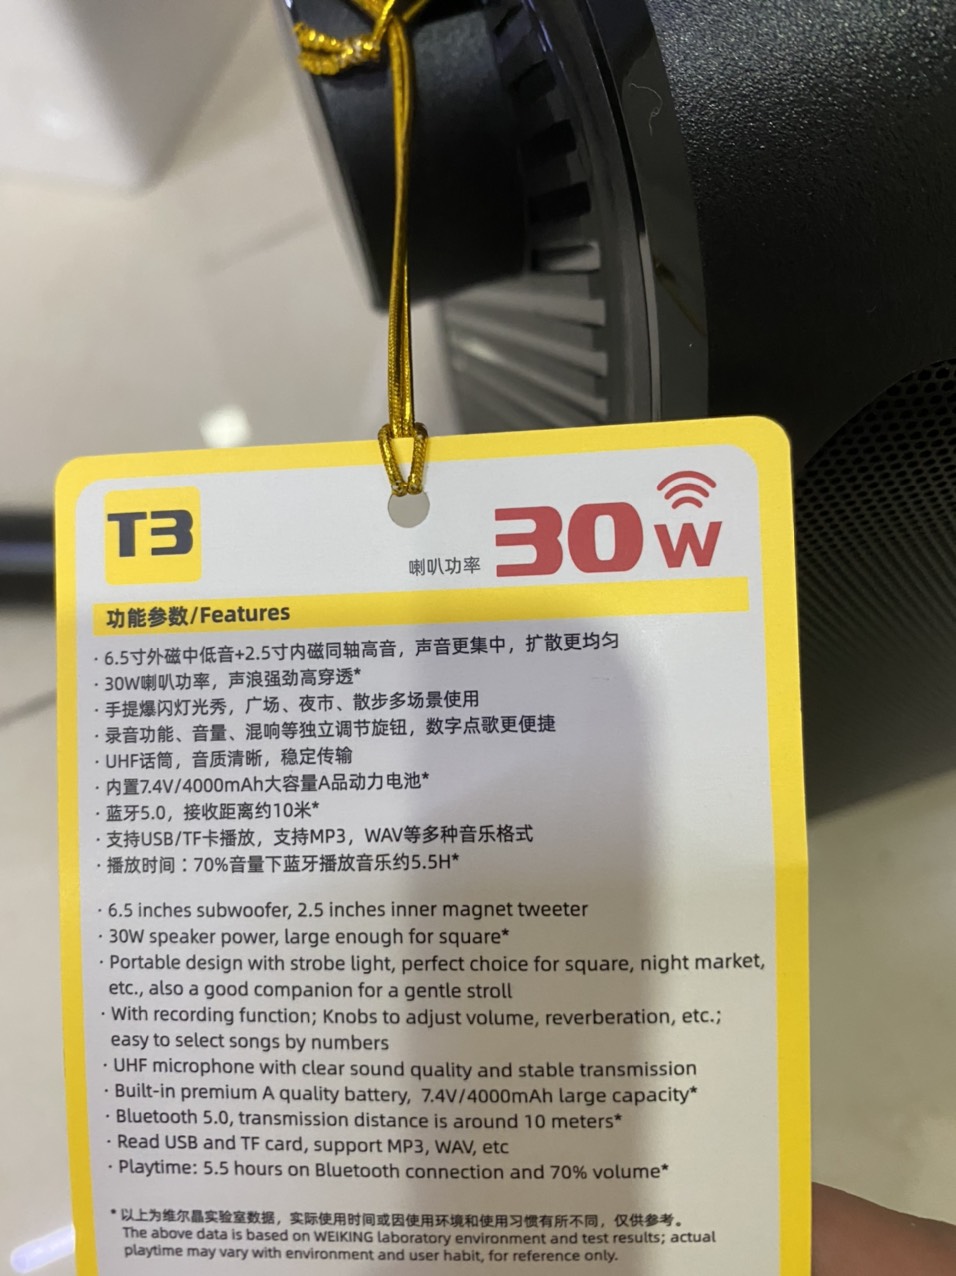 T3
喇叭功率 30W
功能参数/Features
· 6.5寸外磁中低音+2.5寸内磁同轴高音，声音更集中，扩散更均匀
· 30W喇叭功率，声浪强劲高穿透*
· 手提爆闪灯光秀，广场、夜市、散步多场景使用
· 录音功能、音量、混响等独立调节旋钮，数字点歌更便捷
· UHF话筒，音质清晰，稳定传输
· 内置7.4V/4000mAh大容量A品动力电池*
· 蓝牙5.0，接收距离约10米*
· 支持USB/TF卡播放，支持MP3，WAV等多种音乐格式
· 播放时间：70%音量下蓝牙播放音乐约5.5H*
· 6.5 inches subwoofer, 2.5 inches inner magnet tweeter
· 30W speaker power, large enough for square*
· Portable design with strobe light, perfect choice for square, night market,
etc., also a good companion for a gentle stroll
· With recording function; Knobs to adjust volume, reverberation, etc.;
easy to select songs by numbers
· UHF microphone with clear sound quality and stable transmission
· Built-in premium A quality battery, 7.4V/4000mAh large capacity*
· Bluetooth 5.0, transmission distance is around 10 meters*
· Read USB and TF card, support MP3, WAV, etc
· Playtime: 5.5 hours on Bluetooth connection and 70% volume*
* 以上为维尔晶实验室数据，实际使用时间或因使用环境和使用习惯有所不同，仅供参考。
The above data is based on WEIKING laboratory environment and test results; actual
playtime may vary with environment and user habit, for reference only.